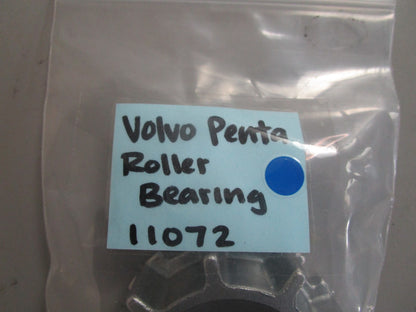 Volvo Penta
Roller
Bearing
11072